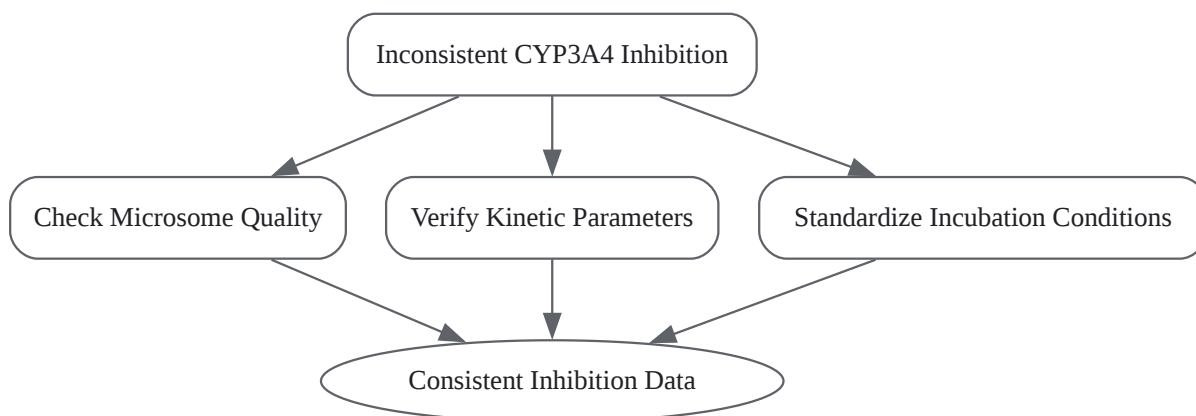 Inconsistent CYP3A4 Inhibition
Check Microsome Quality
Verify Kinetic Parameters
Standardize Incubation Conditions
Consistent Inhibition Data